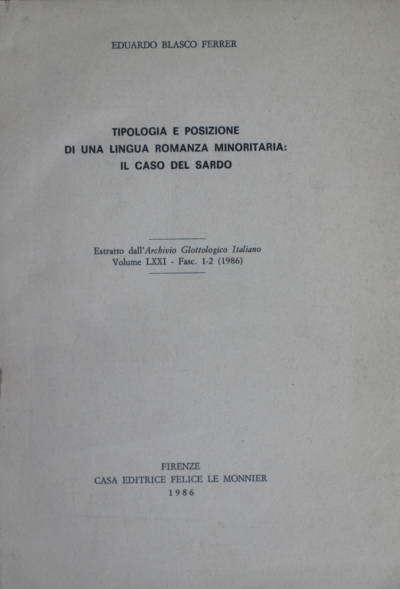 EDUARDO BLASCO FERRER
TIPOLOGIA E POSIZIONE
DI UNA LINGUA ROMANZA MINORITARIA:
IL CASO DEL SARDO
Estratto dall'Archivio Glottologico Italiano
Volume LXXI - Fasc. 1-2 (1986)
FIRENZE
CASA EDITRICE FELICE LE MONNIER
1986